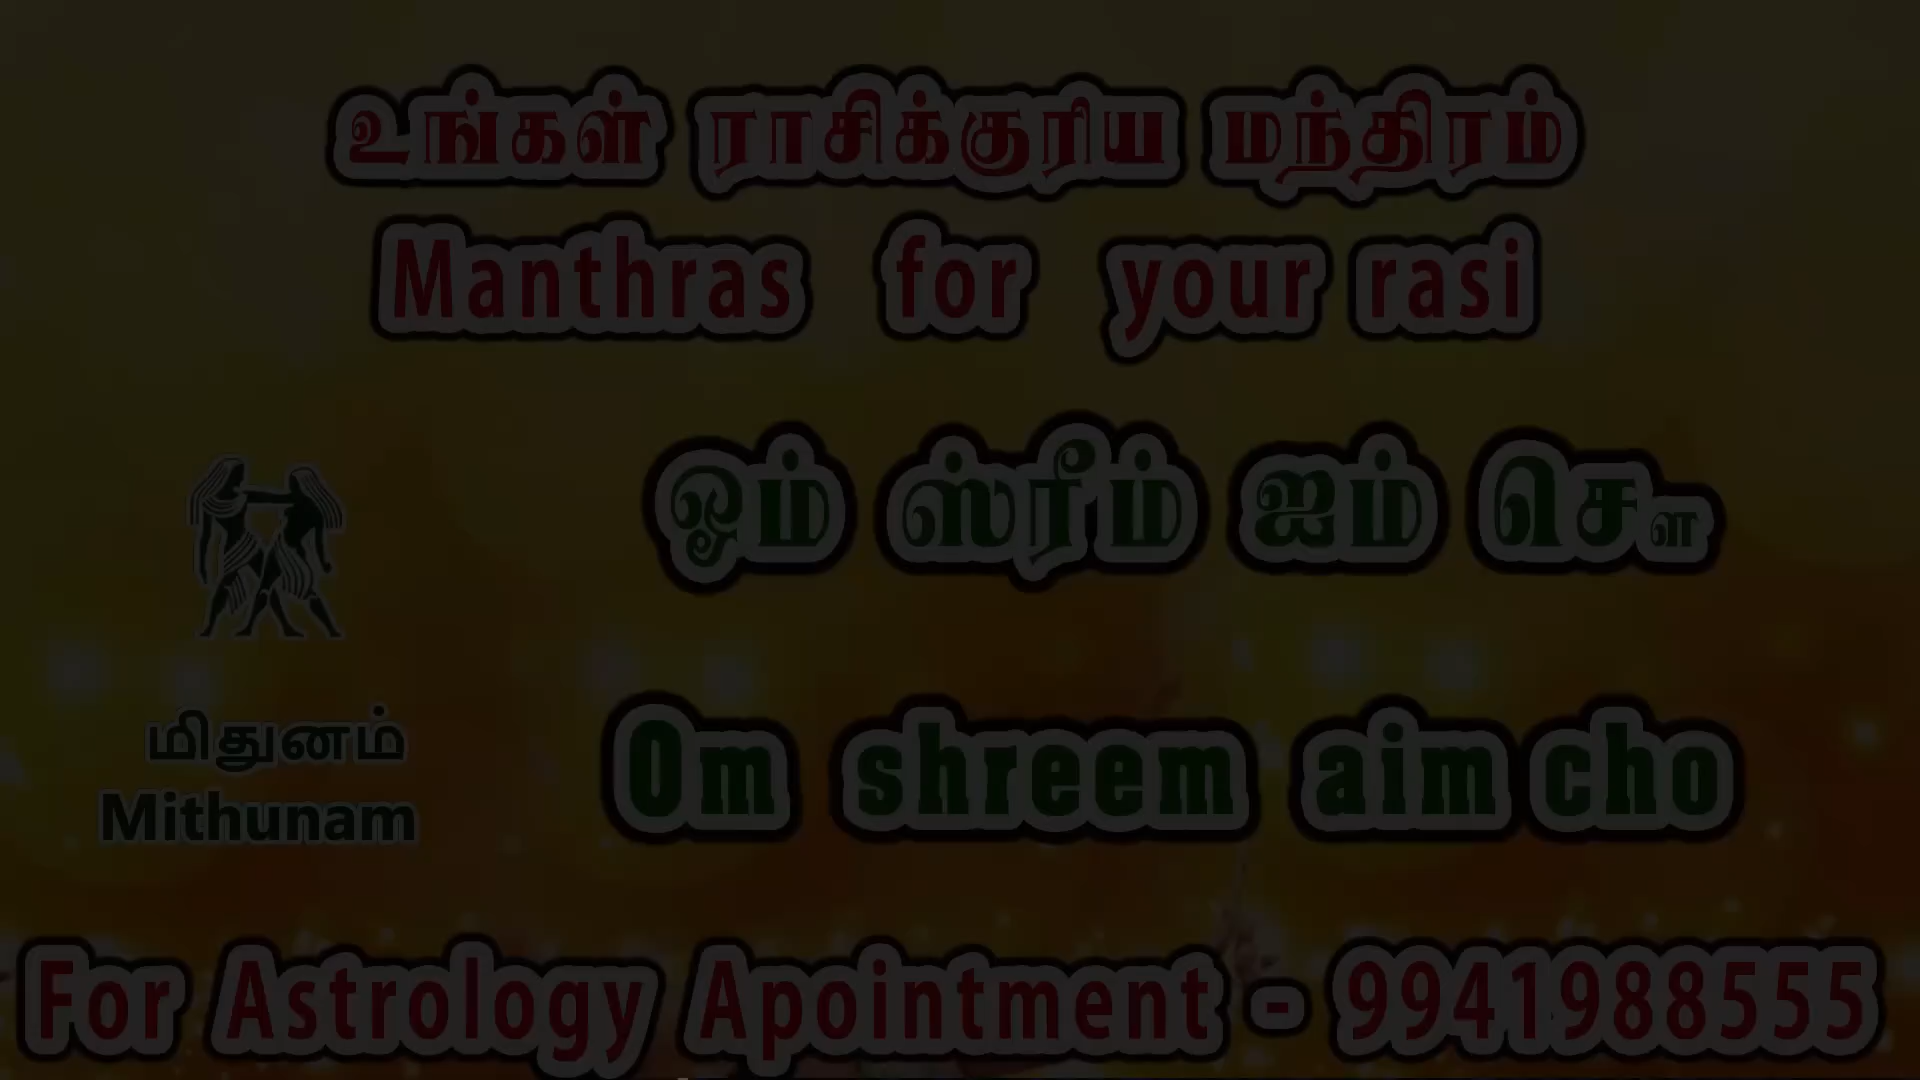 உங்கள் ராசிக்குரிய மந்திரம்
Manthras for your rasi
ஓம் ஸ்ரீம் ஐம் சௌ
Om shreem aim cho
மிதுனம்
Mithunam
For Astrology Apointment - 9941988555